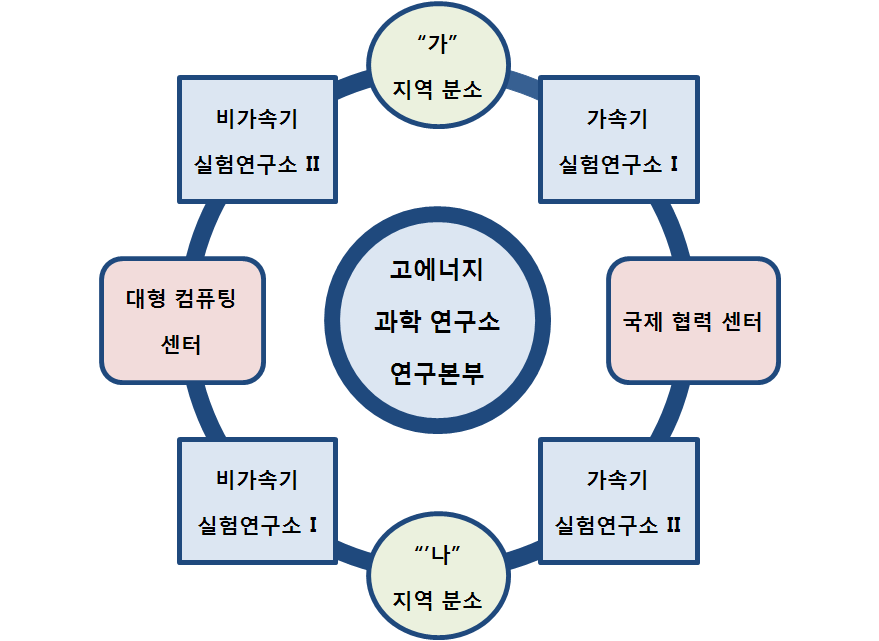 “가”
지역 분소
비가속기
실험연구소 II
가속기
실험연구소 I
고에너지
과학 연구소
연구본부
대형 컴퓨팅
센터
국제 협력 센터
비가속기
실험연구소 I
가속기
실험연구소 II
“’나”
지역 분소